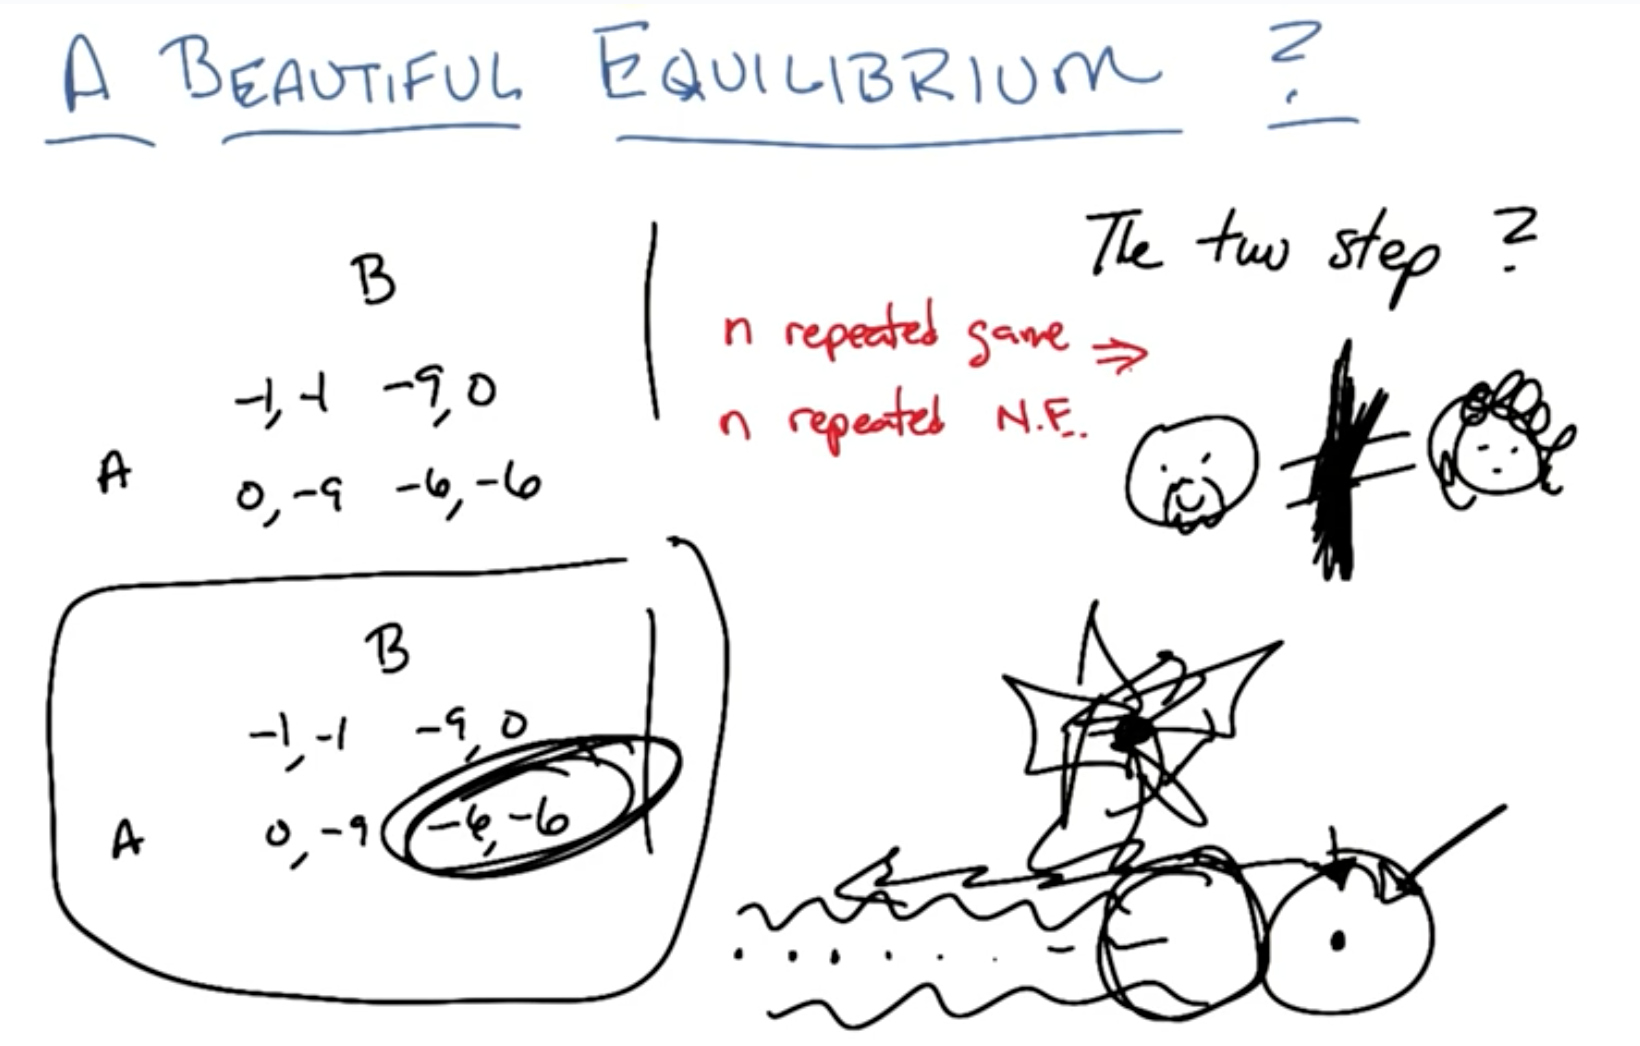 A BEAUTIFUL EQUILIBRIUM ?
The two step ?
B
-1, -1 -9, 0
A 0, -9 -6, -6
n repeated game ⇒
n repeated N.E.
B
-1, -1 -9, 0
A 0, -9 -6, -6